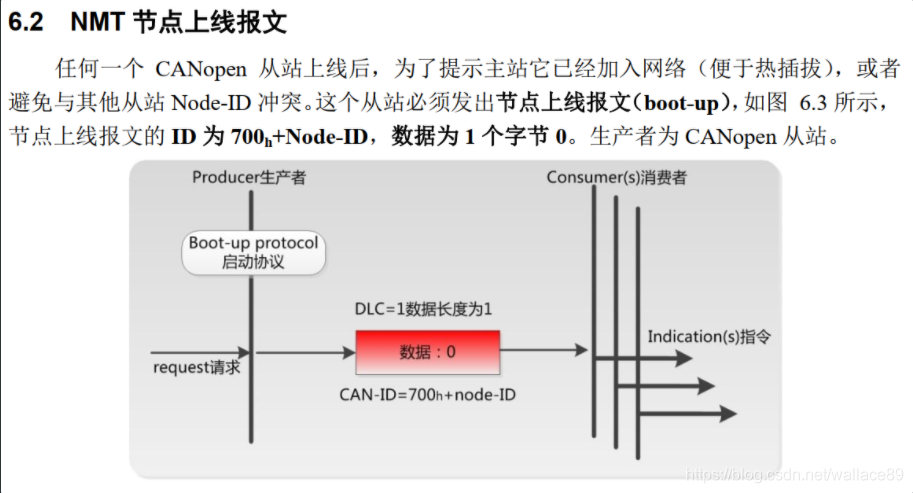 6.2 NMT 节点上线报文
任何一个 CANopen 从站上线后，为了提示主站它已经加入网络（便于热插拔），或者
避免与其他从站 Node-ID 冲突。这个从站必须发出节点上线报文（boot-up），如图 6.3 所示，
节点上线报文的 ID 为 700h+Node-ID，数据为 1 个字节 0。生产者为 CANopen 从站。
Producer生产者
Consumer(s)消费者
Boot-up protocol
启动协议
DLC=1数据长度为1
Indication(s)指令
数据：0
request请求
CAN-ID=700h+node-ID
https://blog.csdn.net/wallace89